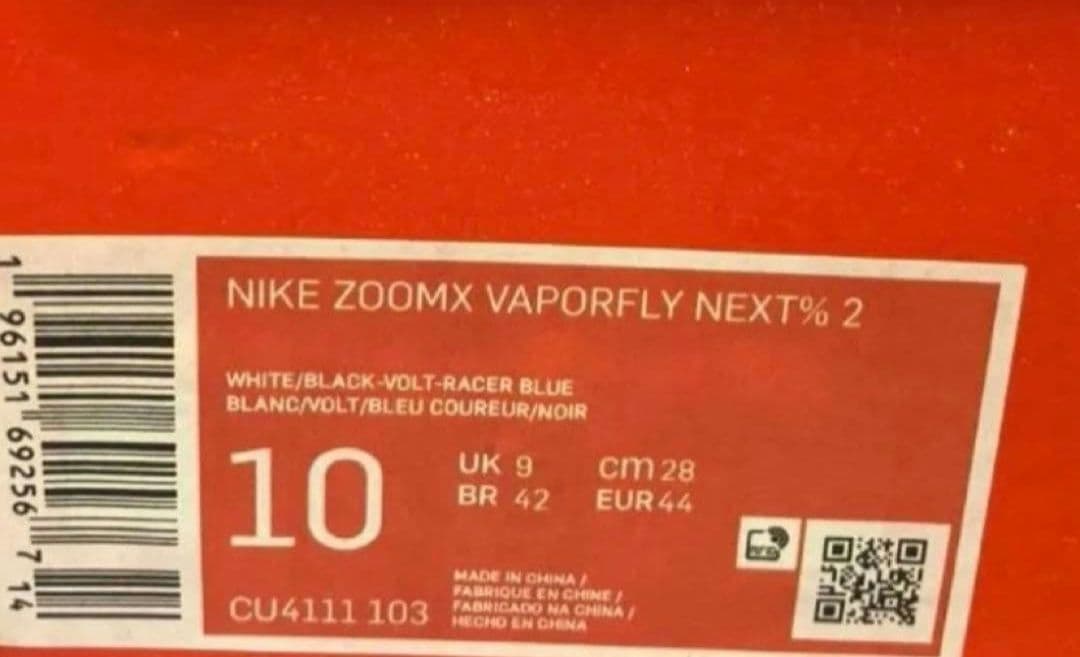 NIKE ZOOMX VAPORFLY NEXT% 2
WHITE/BLACK-VOLT-RACER BLUE
BLANC/VOLT/BLEU COUREUR/NOIR
10
UK 9 cm 28
BR 42 EUR 44
CU4111 103
MADE IN CHINA /
FABRIQUE EN CHINE /
FABRICADO NA CHINA /
HECHO EN CHINA
1 96151 69256 7 14